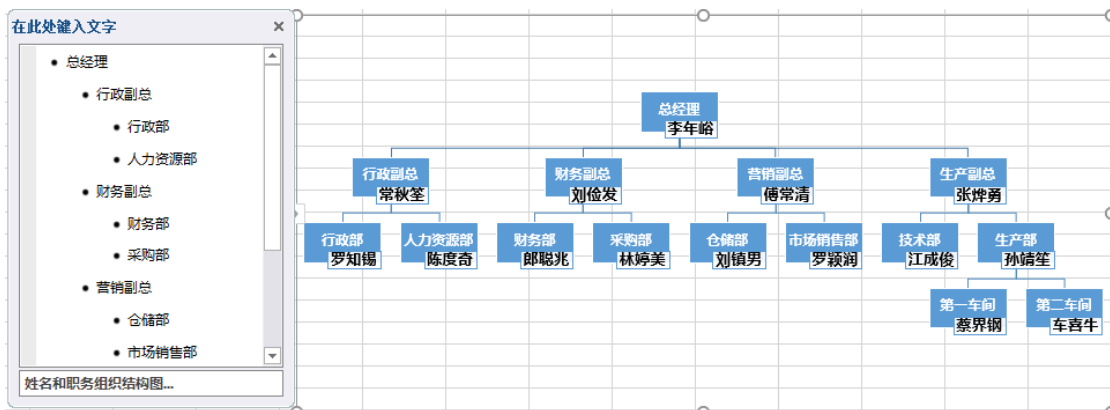 在此处键入文字
总经理
行政副总
行政部
人力资源部
财务副总
财务部
采购部
营销副总
仓储部
市场销售部
姓名和职务组织结构图...
总经理
李年峪
行政副总
常秋筌
财务副总
刘俭发
营销副总
傅常清
生产副总
张烨勇
行政部
罗知锡
人力资源部
陈度奇
财务部
郎聪兆
采购部
林婷美
仓储部
刘镇男
市场销售部
罗颖润
技术部
江成俊
生产部
孙靖笙
第一车间
蔡界钢
第二车间
车喜牛